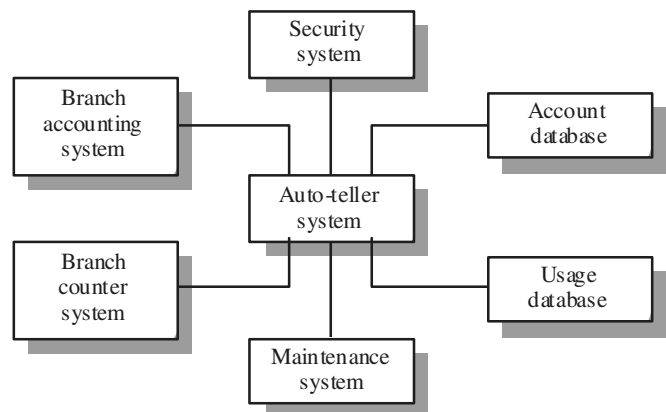 Security
system
Branch
accounting
system
Account
database
Auto-teller
system
Branch
counter
system
Usage
database
Maintenance
system